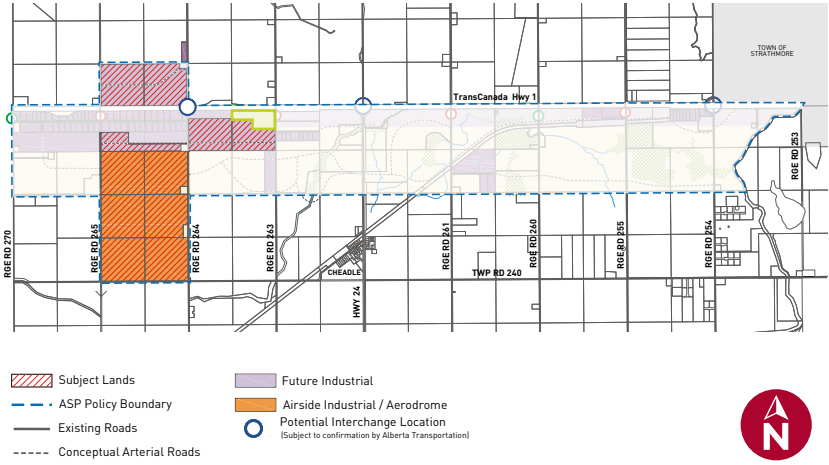 TOWN OF
STRATHMORE
TransCanada Hwy 1
RGE RD 253
RGE RD 270
RGE RD 265
RGE RD 264
RGE RD 263
RGE RD 261
RGE RD 260
RGE RD 255
RGE RD 254
CHEADLE
TWP RD 240
HWY 24
Subject Lands
ASP Policy Boundary
Existing Roads
Conceptual Arterial Roads
Future Industrial
Airside Industrial / Aerodrome
Potential Interchange Location
(Subject to confirmation by Alberta Transportation)
N